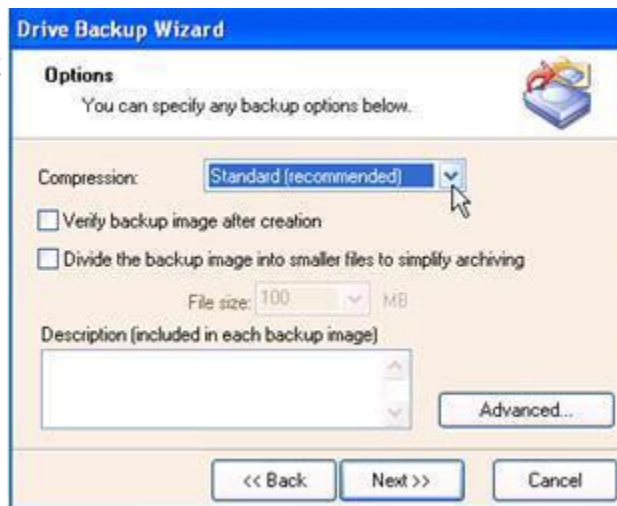 Drive Backup Wizard
Options
You can specify any backup options below.
Compression: Standard (recommended)
Verify backup image after creation
Divide the backup image into smaller files to simplify archiving
File size: 100 MB
Description (included in each backup image)
Advanced...
<< Back Next >> Cancel